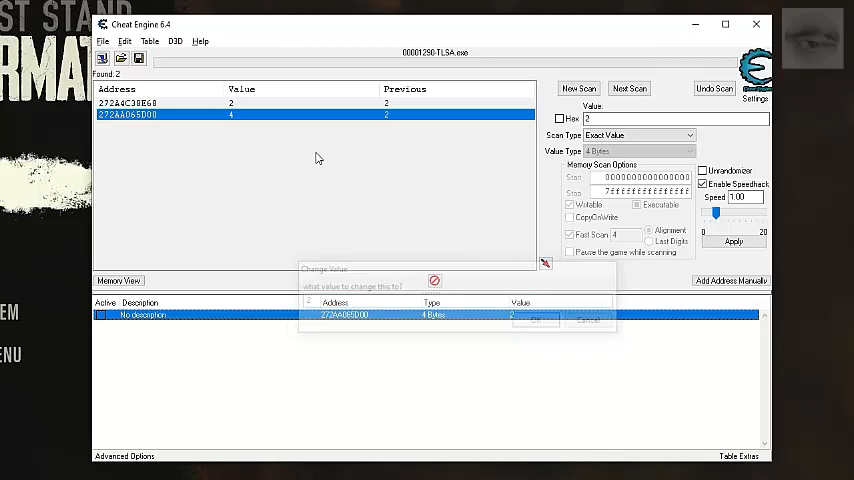 ST STAND
RMAT
EM
ENU
Cheat Engine 6.4
File Edit Table D3D Help
00001290-TLSA.exe
Found: 2
Address Value Previous
272A4C38E68 2 2
272AA065D00 4 2
New Scan Next Scan Undo Scan
Settings
Value:
Hex 2
Scan Type Exact Value
Value Type 4 Bytes
Memory Scan Options
Start 0000000000000000
Stop 7fffffffffffffff
Writable Executable
CopyOnWrite
Fast Scan 4 Alignment
Last Digits
Pause the game while scanning
Unrandomizer
Enable Speedhack
Speed 1.00
0 20
Apply
Memory View Add Address Manually
Change Value
what value to change this to?
2
OK Cancel
Active Description Address Type Value
No description 272AA065D00 4 Bytes 2
Advanced Options Table Extras